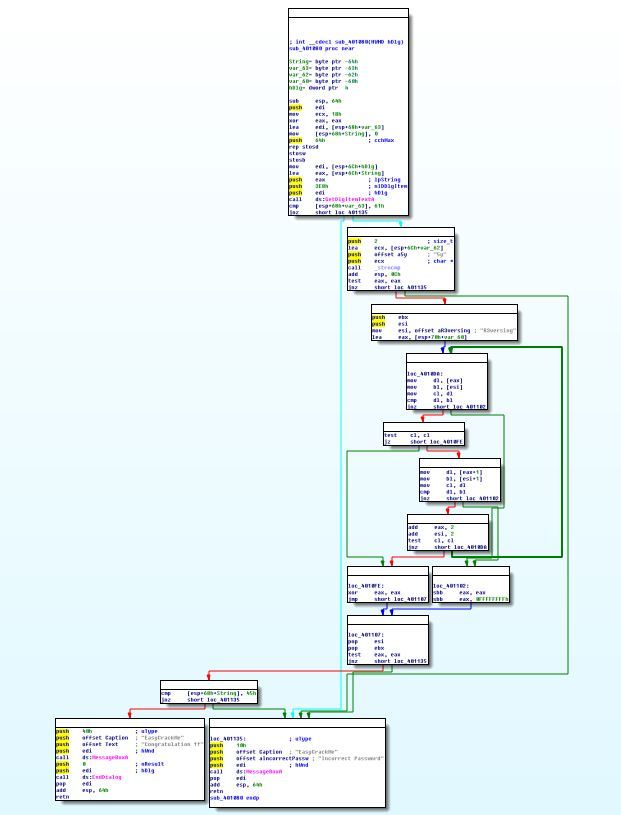 ; int __cdecl sub_401080(HWND hDlg)
sub_401080 proc near
String= byte ptr -64h
var_63= byte ptr -63h
var_62= byte ptr -62h
var_60= byte ptr -60h
hDlg= dword ptr 4
sub esp, 64h
push edi
mov ecx, 18h
xor eax, eax
lea edi, [esp+68h+var_63]
mov [esp+68h+String], 0
push 64h ; cchMax
rep stosd
stosw
stosb
mov edi, [esp+6Ch+hDlg]
lea eax, [esp+6Ch+String]
push eax ; lpString
push 3E8h ; nIDDlgItem
push edi ; hDlg
call ds:GetDlgItemTextA
cmp [esp+68h+var_63], 61h
jnz short loc_401135
push 2 ; size_t
lea ecx, [esp+6Ch+var_62]
push offset a5y ; "5y"
push ecx ; char *
call _strncmp
add esp, 0Ch
test eax, eax
jnz short loc_401135
push ebx
push esi
mov esi, offset aR3versing ; "R3versing"
lea eax, [esp+70h+var_60]
loc_4010DA:
mov dl, [eax]
mov bl, [esi]
mov cl, dl
cmp dl, bl
jnz short loc_401102
test cl, cl
jz short loc_4010FE
mov dl, [eax+1]
mov bl, [esi+1]
mov cl, dl
cmp dl, bl
jnz short loc_401102
add eax, 2
add esi, 2
test cl, cl
jnz short loc_4010DA
loc_4010FE:
xor eax, eax
jmp short loc_401107
loc_401102:
sbb eax, eax
sbb eax, 0FFFFFFFFh
loc_401107:
pop esi
pop ebx
test eax, eax
jnz short loc_401135
cmp [esp+68h+String], 45h
jnz short loc_401135
push 40h ; uType
push offset Caption ; "EasyCrackMe"
push offset Text ; "Congratulation !!"
push edi ; hWnd
call ds:MessageBoxA
push 0 ; nResult
push edi ; hDlg
call ds:EndDialog
pop edi
add esp, 64h
retn
loc_401135: ; uType
push 10h
push offset Caption ; "EasyCrackMe"
push offset aIncorrectPassw ; "Incorrect Password"
push edi ; hWnd
call ds:MessageBoxA
pop edi
add esp, 64h
retn
sub_401080 endp